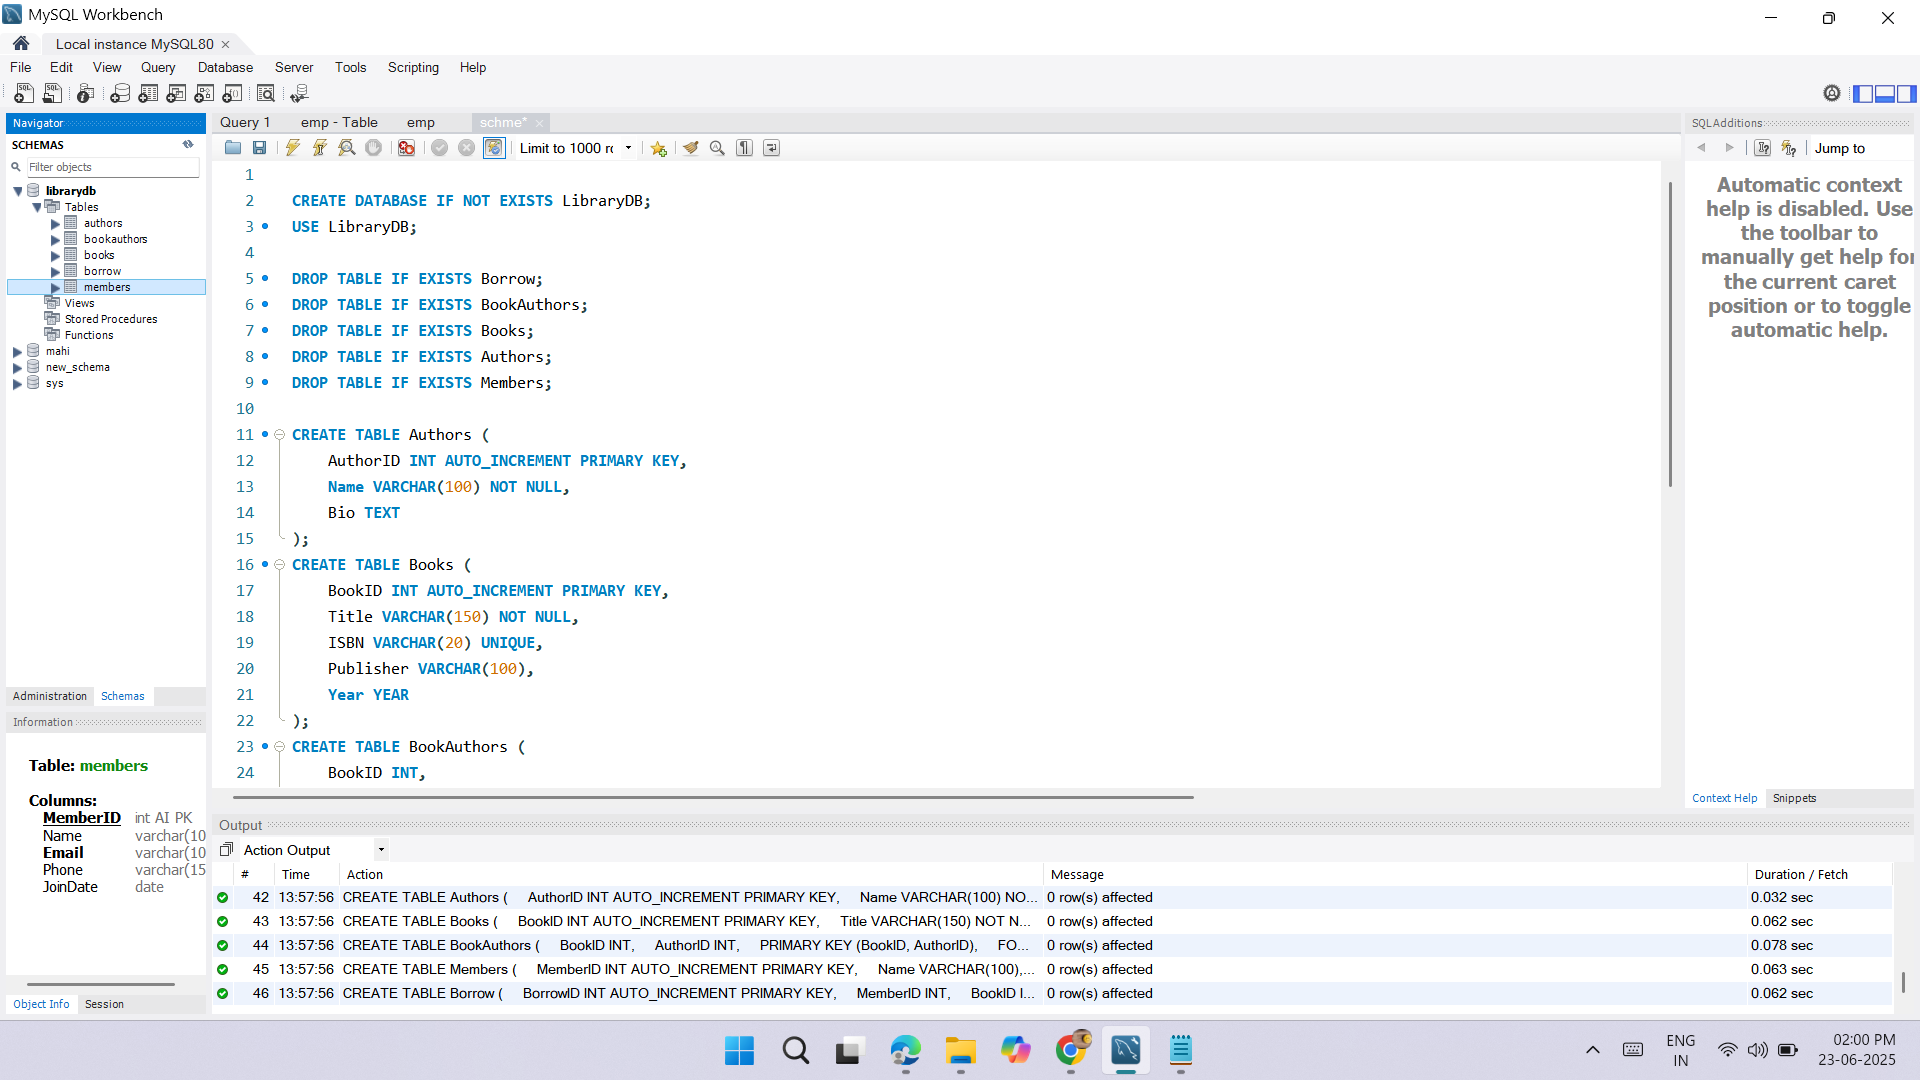 MySQL Workbench
Local instance MySQL80
File Edit View Query Database Server Tools Scripting Help
Navigator
SCHEMAS
Filter objects
librarydb
Tables
authors
bookauthors
books
borrow
members
Views
Stored Procedures
Functions
mahi
new_schema
sys
Administration Schemas
Information
Table: members
Columns:
MemberID int AI PK
Name varchar(10
Email varchar(10
Phone varchar(15
JoinDate date
Object Info Session
Query 1 emp - Table emp schme*
Limit to 1000 r
1
2 CREATE DATABASE IF NOT EXISTS LibraryDB;
3 USE LibraryDB;
4
5 DROP TABLE IF EXISTS Borrow;
6 DROP TABLE IF EXISTS BookAuthors;
7 DROP TABLE IF EXISTS Books;
8 DROP TABLE IF EXISTS Authors;
9 DROP TABLE IF EXISTS Members;
10
11 CREATE TABLE Authors (
12 AuthorID INT AUTO_INCREMENT PRIMARY KEY,
13 Name VARCHAR(100) NOT NULL,
14 Bio TEXT
15 );
16 CREATE TABLE Books (
17 BookID INT AUTO_INCREMENT PRIMARY KEY,
18 Title VARCHAR(150) NOT NULL,
19 ISBN VARCHAR(20) UNIQUE,
20 Publisher VARCHAR(100),
21 Year YEAR
22 );
23 CREATE TABLE BookAuthors (
24 BookID INT,
SQLAdditions
Jump to
Automatic context
help is disabled. Use
the toolbar to
manually get help for
the current caret
position or to toggle
automatic help.
Context Help Snippets
Output
Action Output
# Time Action Message Duration / Fetch
42 13:57:56 CREATE TABLE Authors ( AuthorID INT AUTO_INCREMENT PRIMARY KEY, Name VARCHAR(100) NO... 0 row(s) affected 0.032 sec
43 13:57:56 CREATE TABLE Books ( BookID INT AUTO_INCREMENT PRIMARY KEY, Title VARCHAR(150) NOT N... 0 row(s) affected 0.062 sec
44 13:57:56 CREATE TABLE BookAuthors ( BookID INT, AuthorID INT, PRIMARY KEY (BookID, AuthorID), FO... 0 row(s) affected 0.078 sec
45 13:57:56 CREATE TABLE Members ( MemberID INT AUTO_INCREMENT PRIMARY KEY, Name VARCHAR(100),... 0 row(s) affected 0.063 sec
46 13:57:56 CREATE TABLE Borrow ( BorrowID INT AUTO_INCREMENT PRIMARY KEY, MemberID INT, BookID I... 0 row(s) affected 0.062 sec
ENG
IN
02:00 PM
23-06-2025